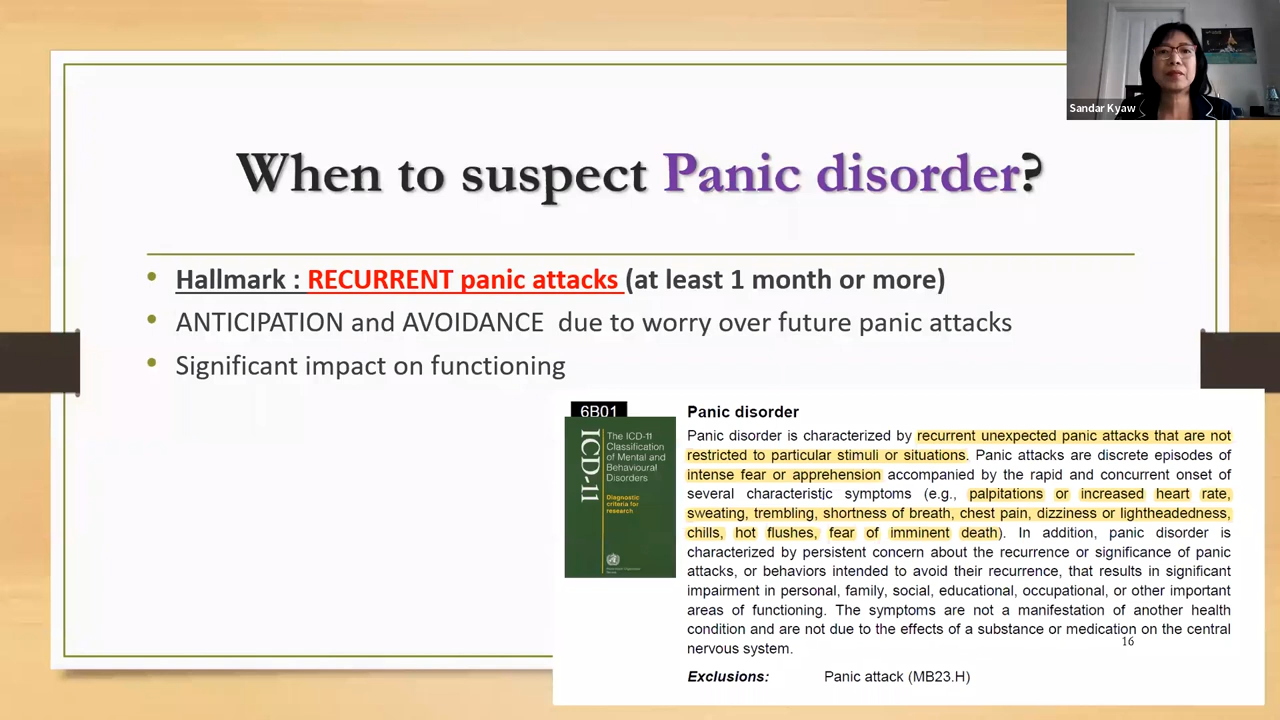 Sandar Kyaw
When to suspect Panic disorder?
• Hallmark : RECURRENT panic attacks (at least 1 month or more)
• ANTICIPATION and AVOIDANCE due to worry over future panic attacks
• Significant impact on functioning
6B01
ICD-11
The ICD-11
Classification
of Mental and
Behavioural
Disorders
Diagnostic
criteria for
research
Panic disorder
Panic disorder is characterized by recurrent unexpected panic attacks that are not
restricted to particular stimuli or situations. Panic attacks are discrete episodes of
intense fear or apprehension accompanied by the rapid and concurrent onset of
several characteristic symptoms (e.g., palpitations or increased heart rate,
sweating, trembling, shortness of breath, chest pain, dizziness or lightheadedness,
chills, hot flushes, fear of imminent death). In addition, panic disorder is
characterized by persistent concern about the recurrence or significance of panic
attacks, or behaviors intended to avoid their recurrence, that results in significant
impairment in personal, family, social, educational, occupational, or other important
areas of functioning. The symptoms are not a manifestation of another health
condition and are not due to the effects of a substance or medication on the central
nervous system.
16
Exclusions: Panic attack (MB23.H)